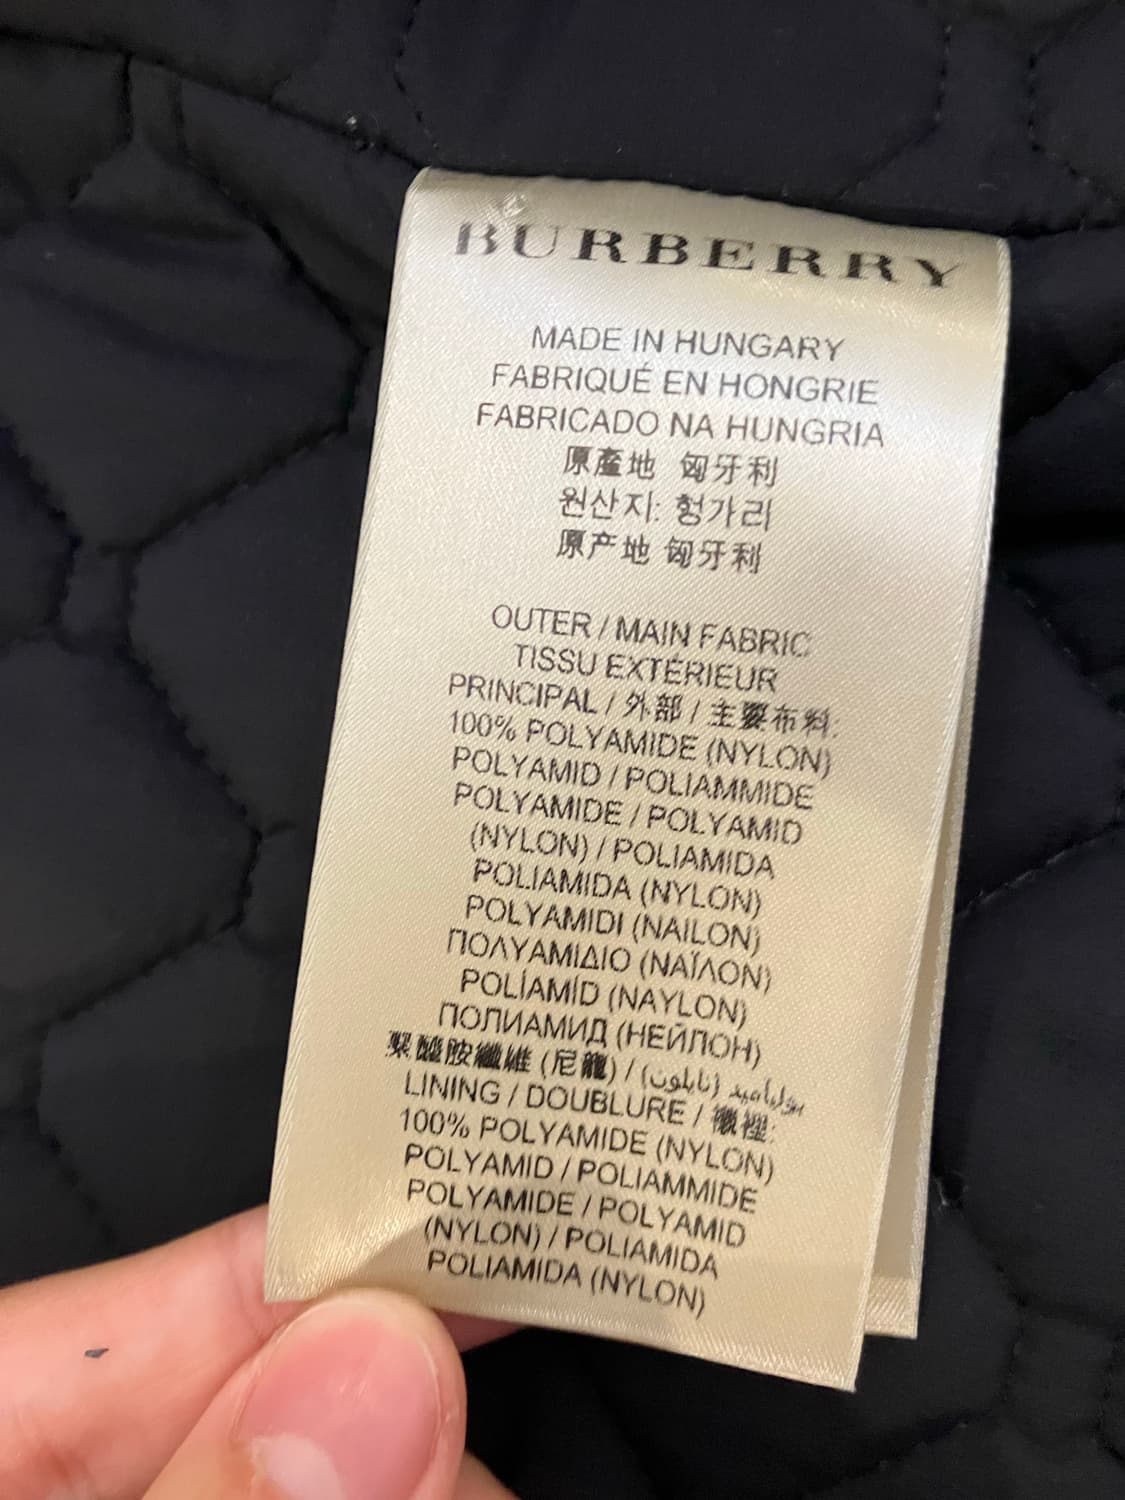 BURBERRY
MADE IN HUNGARY
FABRIQUÉ EN HONGRIE
FABRICADO NA HUNGRIA
原產地 匈牙利
원산지: 헝가리
原产地 匈牙利
OUTER / MAIN FABRIC
TISSU EXTÉRIEUR
PRINCIPAL / 外部 / 主要布料:
100% POLYAMIDE (NYLON)
POLYAMID / POLIAMMIDE
POLYAMIDE / POLYAMID
(NYLON) / POLIAMIDA
POLIAMIDA (NYLON)
POLYAMIDI (NAILON)
ΠΟΛΥΑΜΙΔΙΟ (ΝΑΪΛΟΝ)
POLİAMİD (NAYLON)
ПОЛИАМИД (НЕЙЛОН)
聚醯胺纖維 (尼龍) / بولياميد (نايلون)
LINING / DOUBLURE / 襯裡:
100% POLYAMIDE (NYLON)
POLYAMID / POLIAMMIDE
POLYAMIDE / POLYAMID
(NYLON) / POLIAMIDA
POLIAMIDA (NYLON)